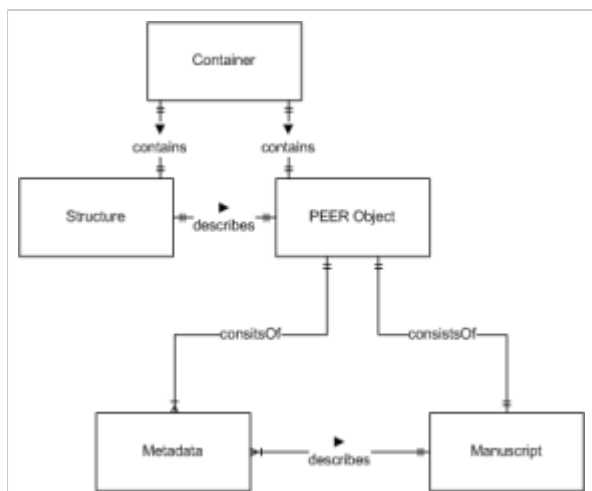 Container
contains
contains
Structure
describes
PEER Object
consitsOf
consistsOf
Metadata
describes
Manuscript